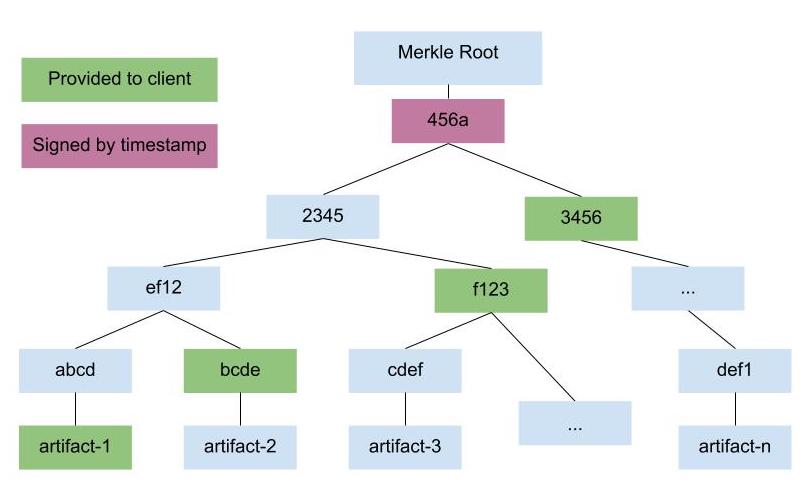 Merkle Root
Provided to client
456a
Signed by timestamp
2345
3456
ef12
f123
...
abcd
bcde
cdef
def1
...
artifact-1
artifact-2
artifact-3
artifact-n